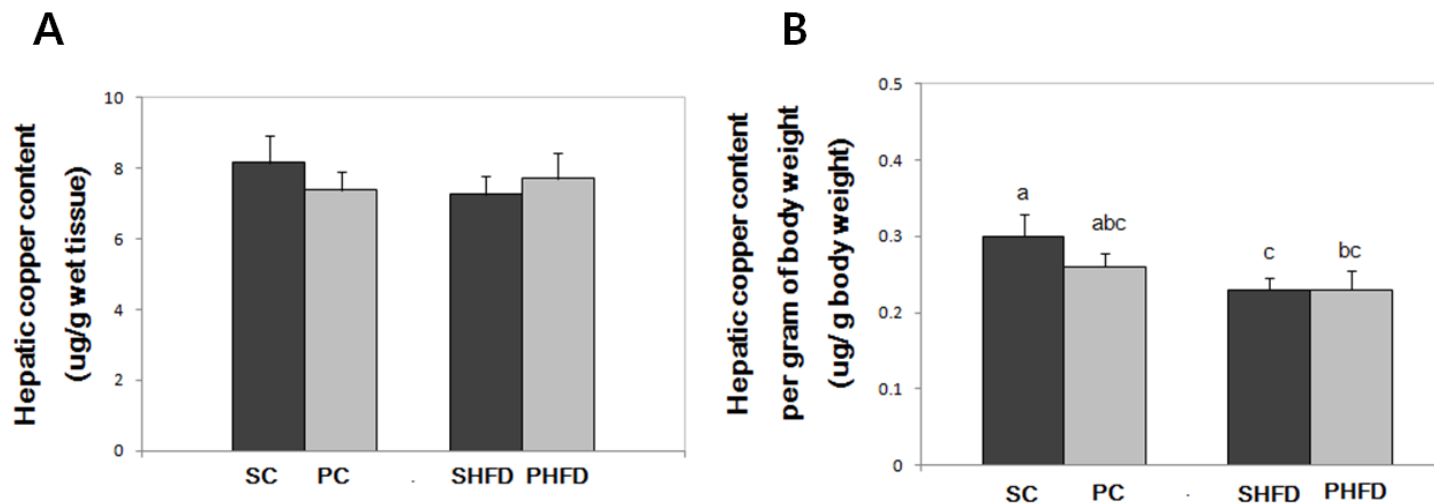 A
Hepatic copper content
(ug/g wet tissue)
10
8
6
4
2
0
SC PC . SHFD PHFD
B
Hepatic copper content
per gram of body weight
(ug/ g body weight)
0.5
0.4
0.3
0.2
0.1
0
a
abc
c
bc
SC PC . SHFD PHFD